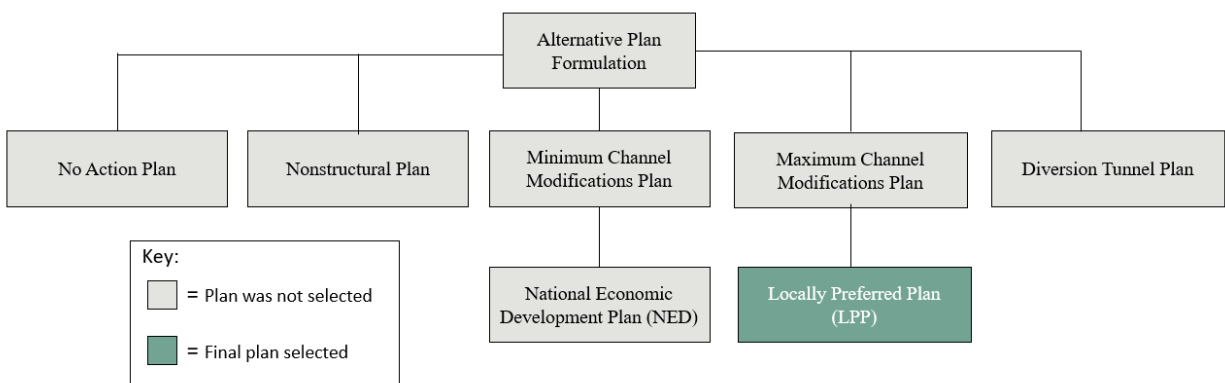 Alternative Plan
Formulation
No Action Plan
Nonstructural Plan
Minimum Channel
Modifications Plan
Maximum Channel
Modifications Plan
Diversion Tunnel Plan
National Economic
Development Plan (NED)
Locally Preferred Plan
(LPP)
Key:
= Plan was not selected
= Final plan selected